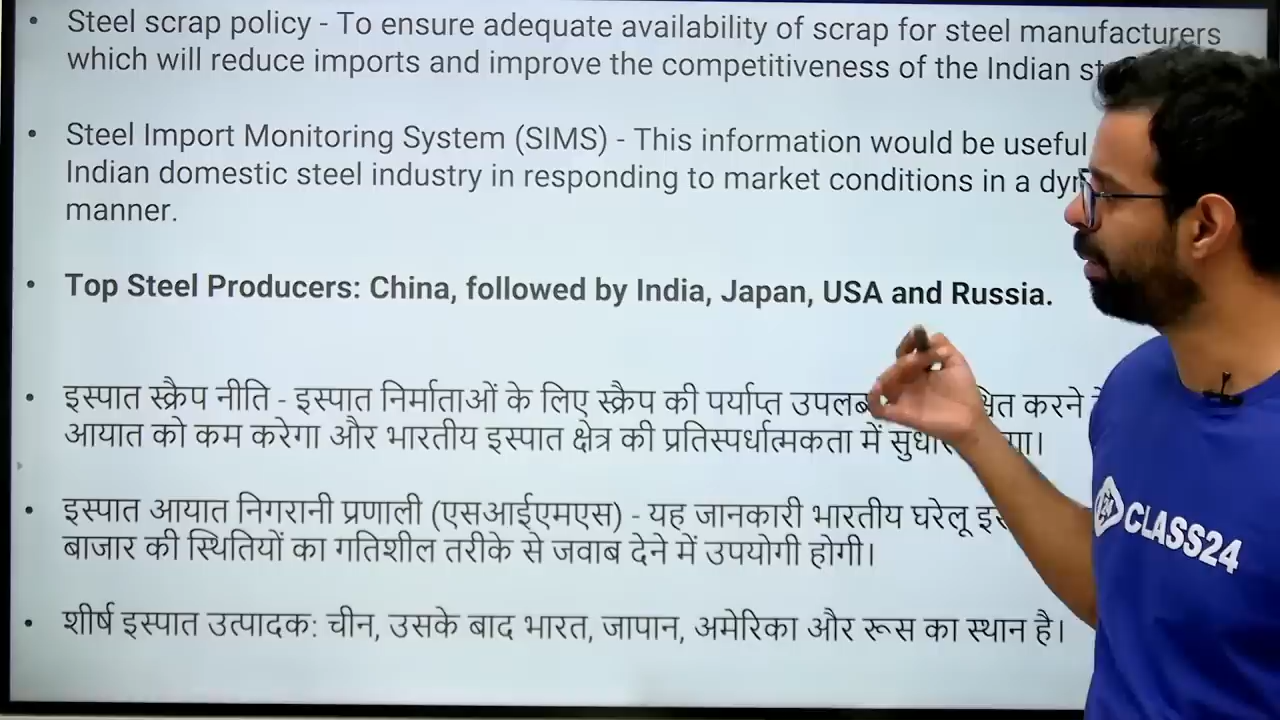 • Steel scrap policy - To ensure adequate availability of scrap for steel manufacturers
which will reduce imports and improve the competitiveness of the Indian
• Steel Import Monitoring System (SIMS) - This information would be useful
Indian domestic steel industry in responding to market conditions in a
manner.
• Top Steel Producers: China, followed by India, Japan, USA and Russia.
• इस्पात स्क्रैप नीति - इस्पात निर्माताओं के लिए स्क्रैप की पर्याप्त करने
आयात को कम करेगा और भारतीय इस्पात क्षेत्र की प्रतिस्पर्धात्मकता में
• इस्पात आयात निगरानी प्रणाली (एसआईएमएस) - यह जानकारी भारतीय घरेलू
बाजार की स्थितियों का गतिशील तरीके से जवाब देने में उपयोगी होगी।
• शीर्ष इस्पात उत्पादक: चीन, उसके बाद भारत, जापान, अमेरिका और रूस का स्थान है।
24 CLASS24